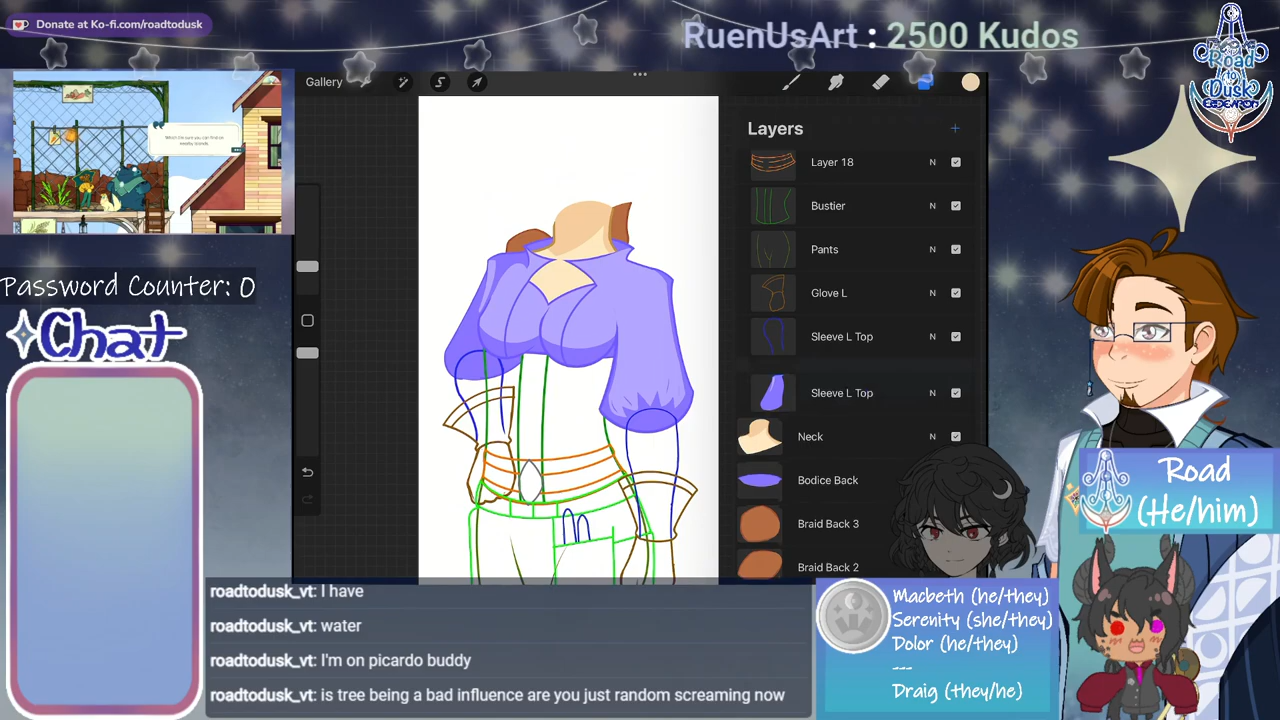 Donate at Ko-fi.com/roadtodusk
RuenUsArt : 2500 Kudos
Road
to
Dusk
Gallery
Layers
Layer 18 N
Bustier N
Pants N
Glove L N
Sleeve L Top N
Sleeve L Top N
Neck N
Bodice Back
Braid Back 3
Braid Back 2
Password Counter: 0
Chat
roadtodusk_vt: I have
roadtodusk_vt: water
roadtodusk_vt: I'm on picardo buddy
roadtodusk_vt: is tree being a bad influence are you just random screaming now
Road
(He/him)
Macbeth (he/they)
Serenity (she/they)
Dolor (he/they)
---
Draig (they/he)